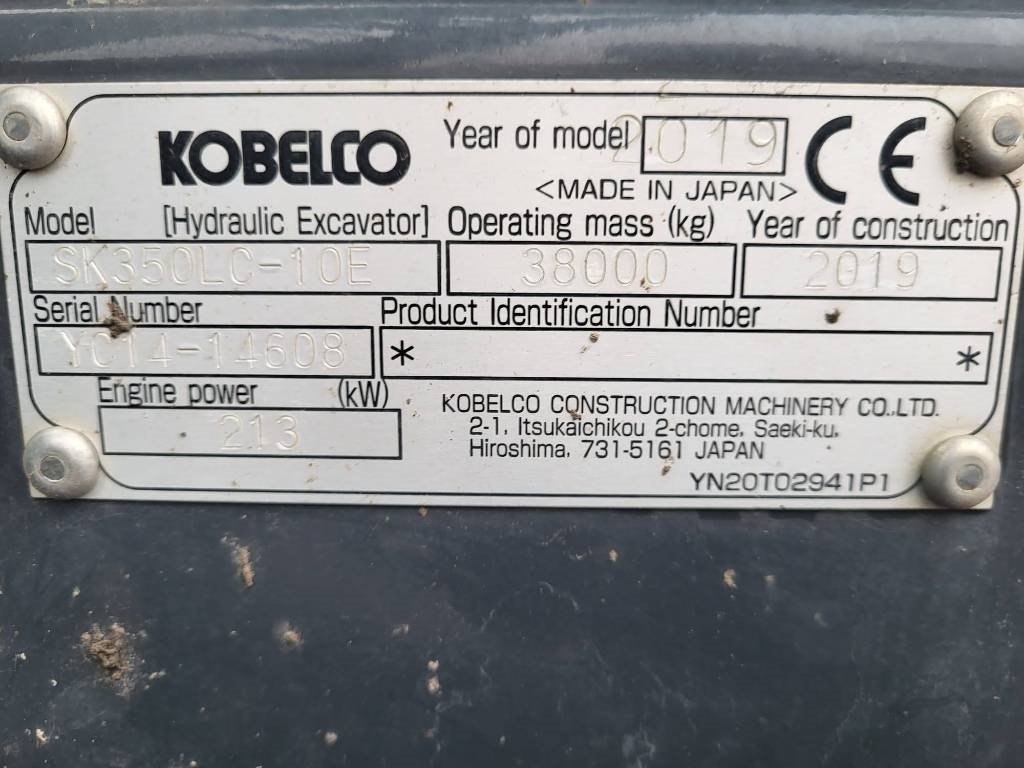 KOBELCO
Year of model 2019
<MADE IN JAPAN>
CE
Model [Hydraulic Excavator] Operating mass (kg) Year of construction
SK350LC-10E 38000 2019
Serial Number Product Identification Number
YC14-14608 * *
Engine power (kW)
213
KOBELCO CONSTRUCTION MACHINERY CO.,LTD.
2-1, Itsukaichikou 2-chome, Saeki-ku,
Hiroshima, 731-5161 JAPAN
YN20T02941P1